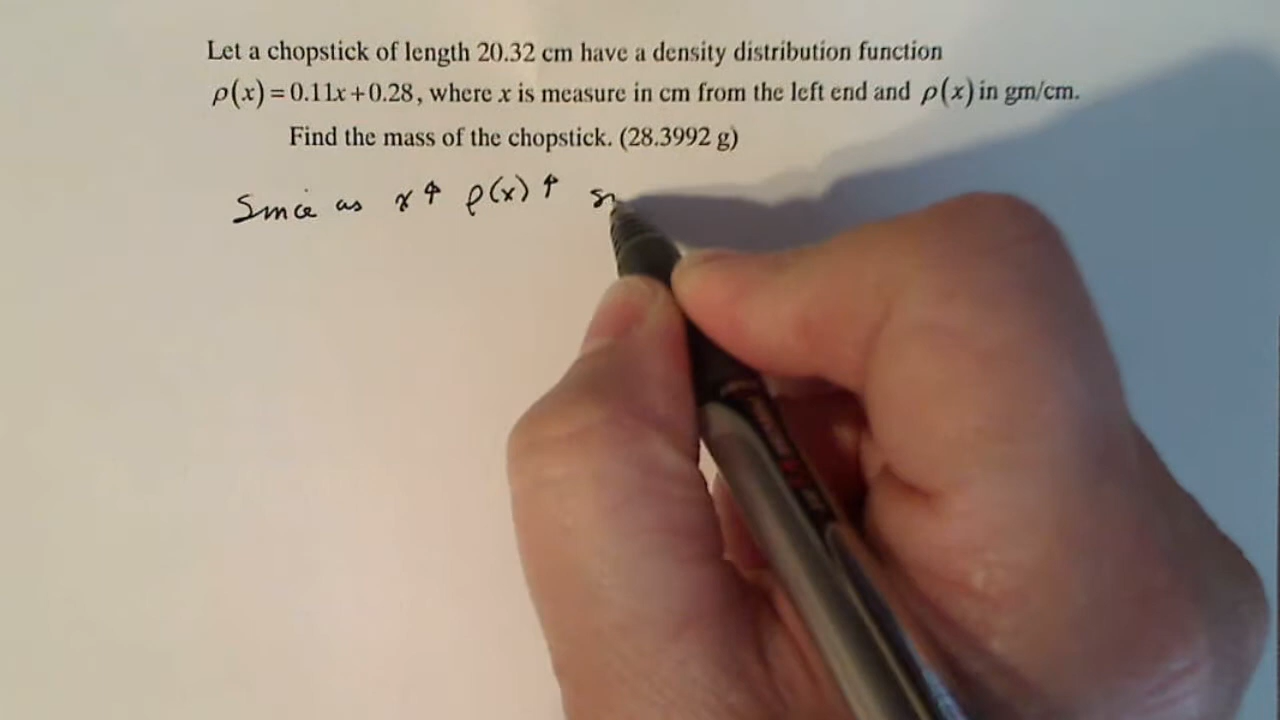 Let a chopstick of length 20.32 cm have a density distribution function
ρ(x) = 0.11x + 0.28, where x is measure in cm from the left end and ρ(x) in gm/cm.
Find the mass of the chopstick. (28.3992 g)
Since as x ↑ ρ(x) ↑